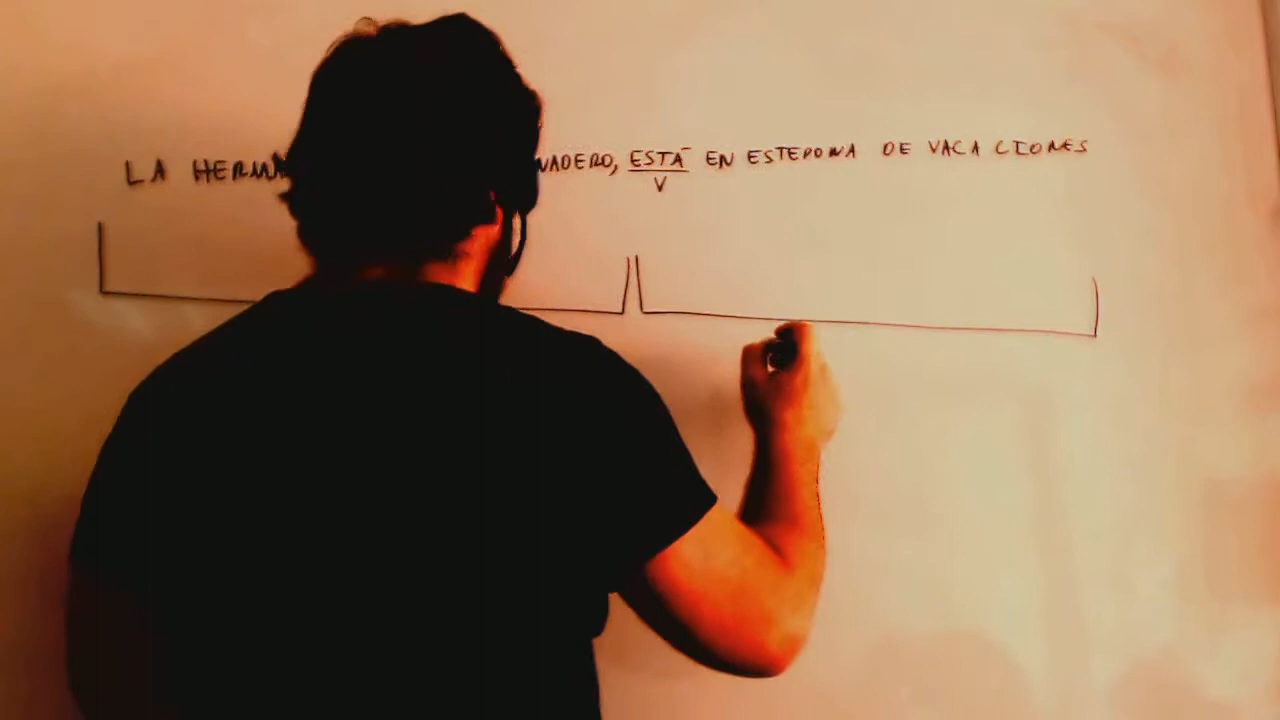 LA HERMA NADERO, ESTÁ EN ESTEPONA DE VACACIONES
V